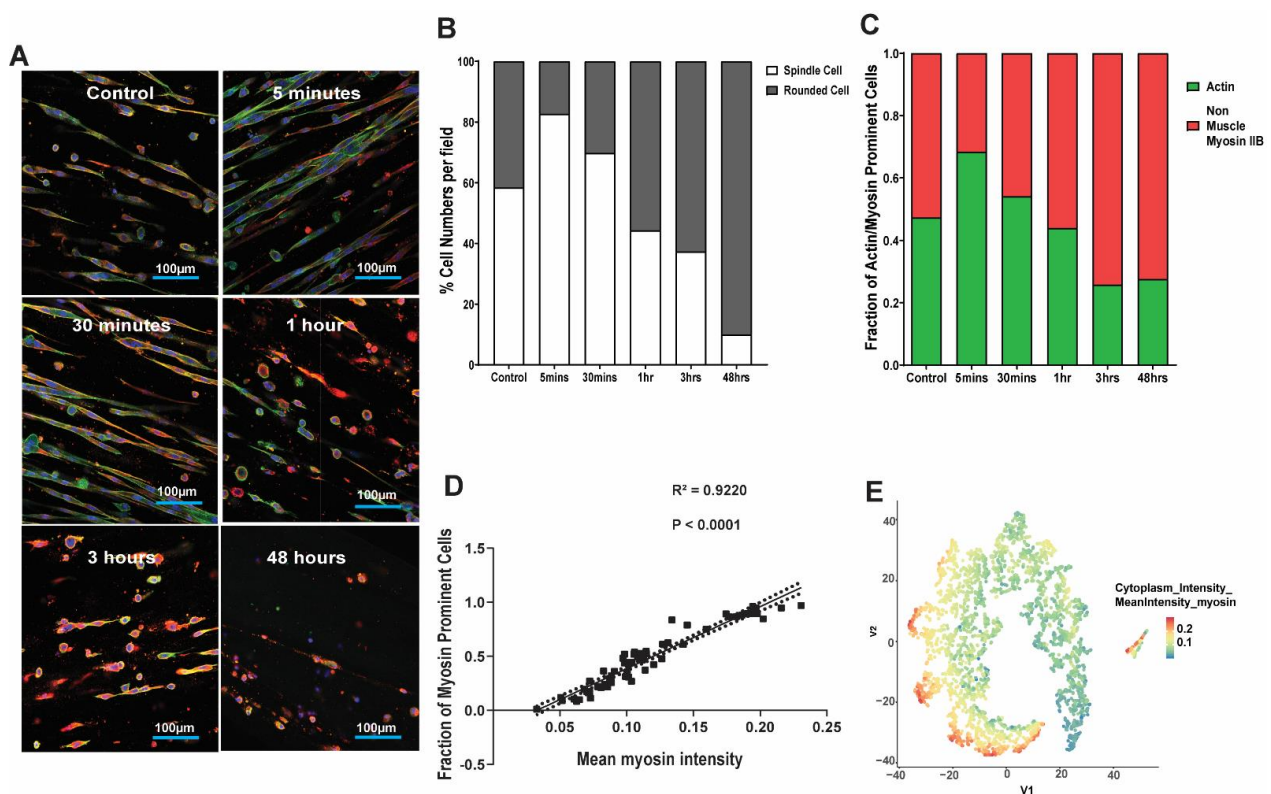 A
Control
100µm
5 minutes
100µm
30 minutes
100µm
1 hour
100µm
3 hours
100µm
48 hours
100µm
B
% Cell Numbers per field
100
80
60
40
20
0
Control 5mins 30mins 1hr 3hrs 48hrs
Spindle Cell
Rounded Cell
C
Fraction of Actin/Myosin Prominent Cells
1.0
0.8
0.6
0.4
0.2
0.0
Control 5mins 30mins 1hr 3hrs 48hrs
Actin
Non
Muscle
Myosin IIB
D
R² = 0.9220
P < 0.0001
Fraction of Myosin Prominent Cells
1.5
1.0
0.5
0.0
-0.5
0.05 0.10 0.15 0.20 0.25
Mean myosin intensity
E
V2
40
20
0
−20
−40
−40 −20 0 20 40
V1
Cytoplasm_Intensity_
MeanIntensity_myosin
0.2
0.1